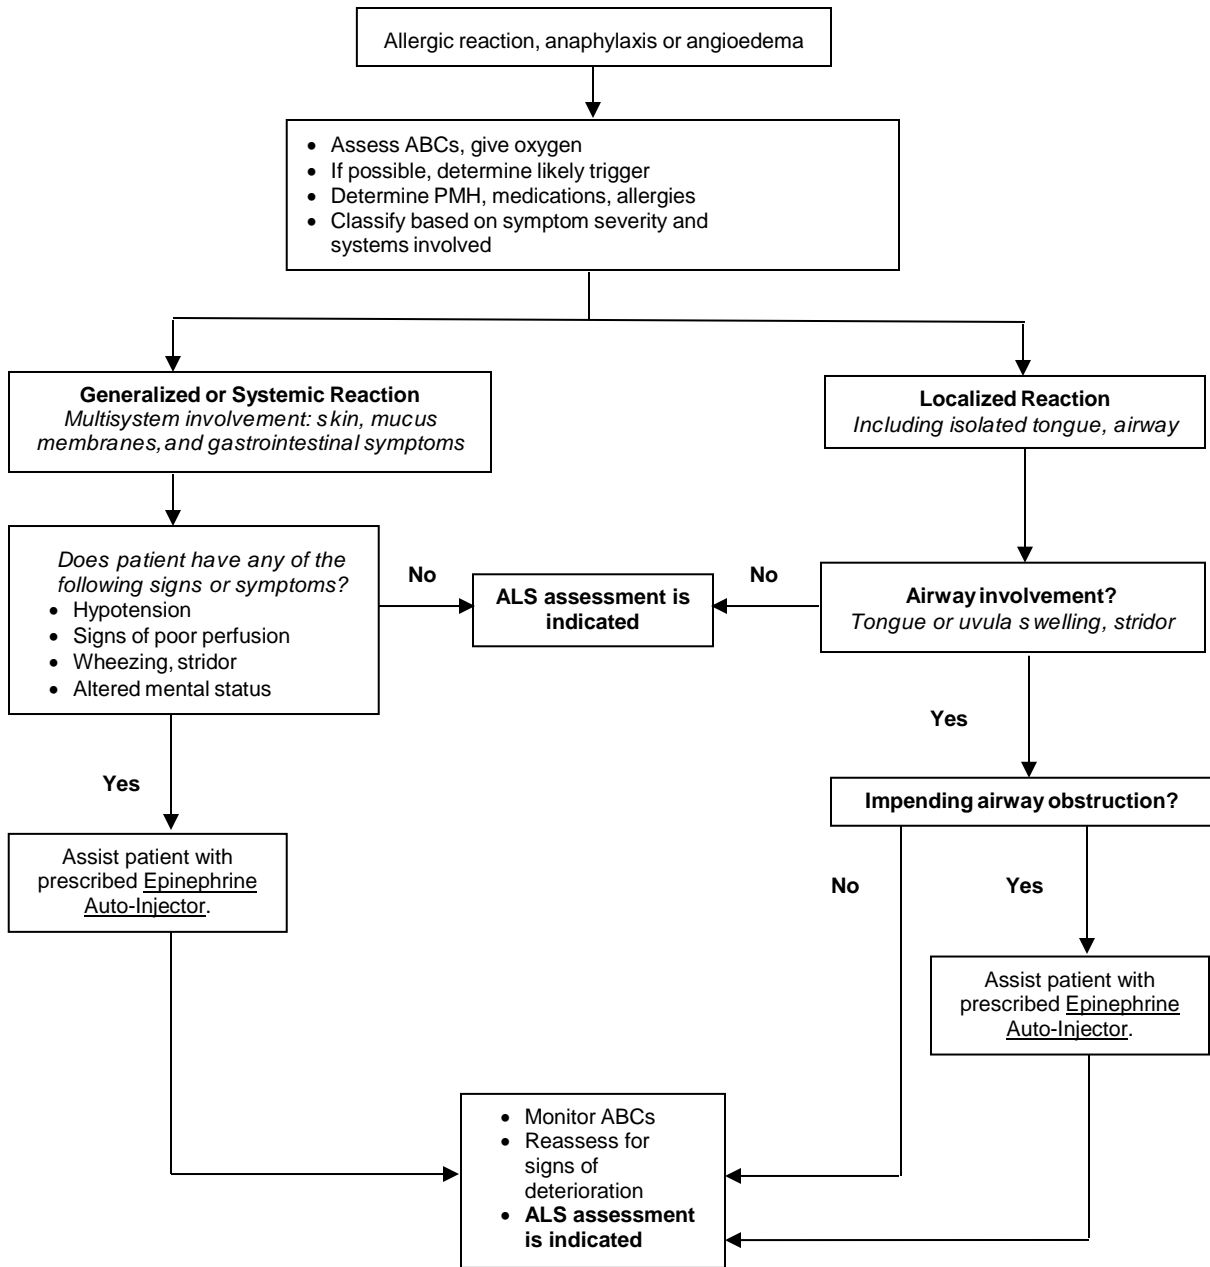 Allergic reaction, anaphylaxis or angioedema
• Assess ABCs, give oxygen
• If possible, determine likely trigger
• Determine PMH, medications, allergies
• Classify based on symptom severity and
systems involved
Generalized or Systemic Reaction
Multisystem involvement: skin, mucus
membranes, and gastrointestinal symptoms
Localized Reaction
Including isolated tongue, airway
Does patient have any of the
following signs or symptoms?
• Hypotension
• Signs of poor perfusion
• Wheezing, stridor
• Altered mental status
No
ALS assessment is
indicated
No
Airway involvement?
Tongue or uvula swelling, stridor
Yes
Yes
Impending airway obstruction?
Assist patient with
prescribed Epinephrine
Auto-Injector.
No
Yes
Assist patient with
prescribed Epinephrine
Auto-Injector.
• Monitor ABCs
• Reassess for
signs of
deterioration
• ALS assessment
is indicated